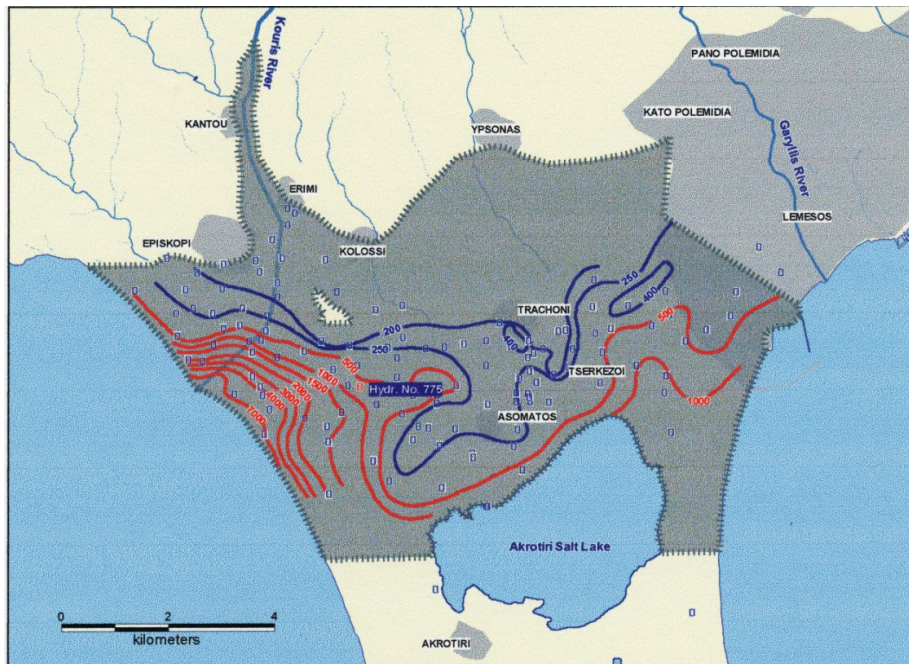 Kouris River
PANO POLEMIDIA
KATO POLEMIDIA
KANTOU
YPSONAS
Garyllis River
ERIMI
LEMESOS
EPISKOPI
KOLOSSI
250
400
TRACHONI
200
400
500
250
500
1000
1500
2000
3000
4000
TSERKEZOI
Hydr. No. 775
1000
ASOMATOS
Akrotiri Salt Lake
0 2 4
kilometers
AKROTIRI